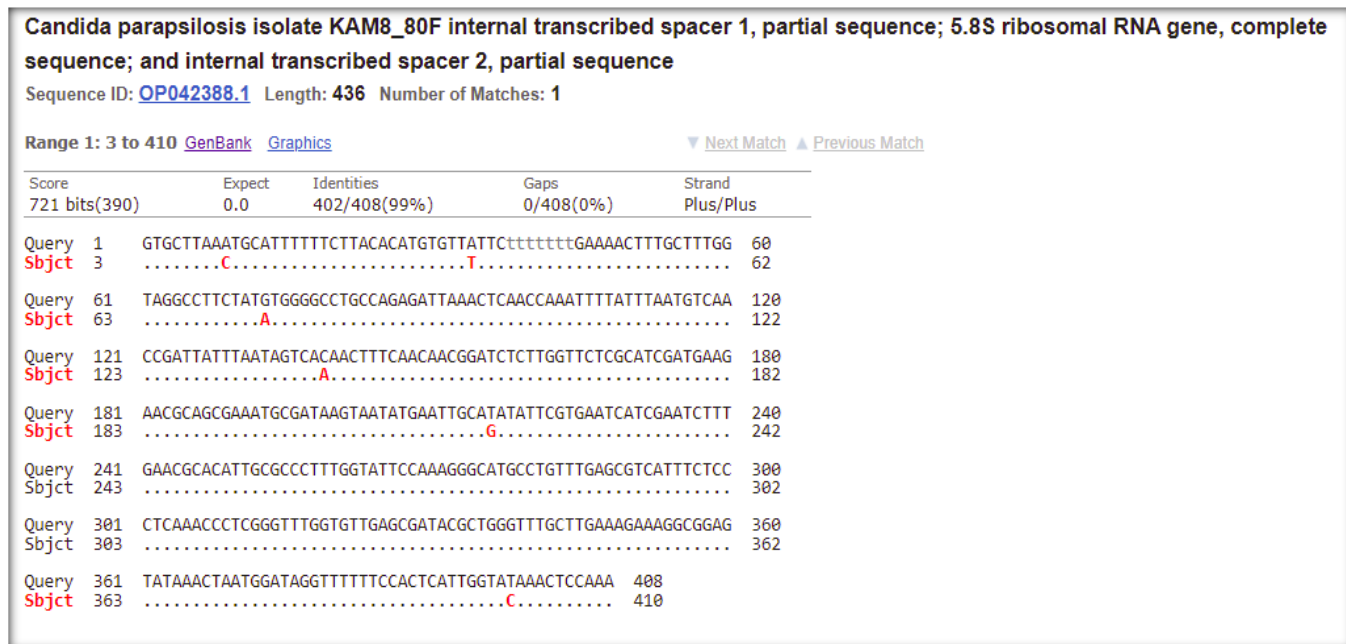 Candida parapsilosis isolate KAM8_80F internal transcribed spacer 1, partial sequence; 5.8S ribosomal RNA gene, complete
sequence; and internal transcribed spacer 2, partial sequence
Sequence ID: OP042388.1 Length: 436 Number of Matches: 1
Range 1: 3 to 410 GenBank Graphics ▼ Next Match ▲ Previous Match
Score Expect Identities Gaps Strand
721 bits(390) 0.0 402/408(99%) 0/408(0%) Plus/Plus
Query 1 GTGCTTAAATGCATTTTTTCTTACACATGTGTTATTCtttttttGAAAACTTTGCTTTGG 60
Sbjct 3 ........C........................T.......................... 62
Query 61 TAGGCCTTCTATGTGGGGCCTGCCAGAGATTAAACTCAACCAAATTTTATTTAATGTCAA 120
Sbjct 63 ............A............................................... 122
Query 121 CCGATTATTTAATAGTCACAACTTTCAACAACGGATCTCTTGGTTCTCGCATCGATGAAG 180
Sbjct 123 ..................A......................................... 182
Query 181 AACGCAGCGAAATGCGATAAGTAATATGAATTGCATATATTCGTGAATCATCGAATCTTT 240
Sbjct 183 ...................................G........................ 242
Query 241 GAACGCACATTGCGCCCTTTGGTATTCCAAAGGGCATGCCTGTTTGAGCGTCATTTCTCC 300
Sbjct 243 ............................................................ 302
Query 301 CTCAAACCCTCGGGTTTGGTGTTGAGCGATACGCTGGGTTTGCTTGAAAGAAAGGCGGAG 360
Sbjct 303 ............................................................ 362
Query 361 TATAAACTAATGGATAGGTTTTTTCCACTCATTGGTATAAACTCCAAA 408
Sbjct 363 .....................................C.......... 410